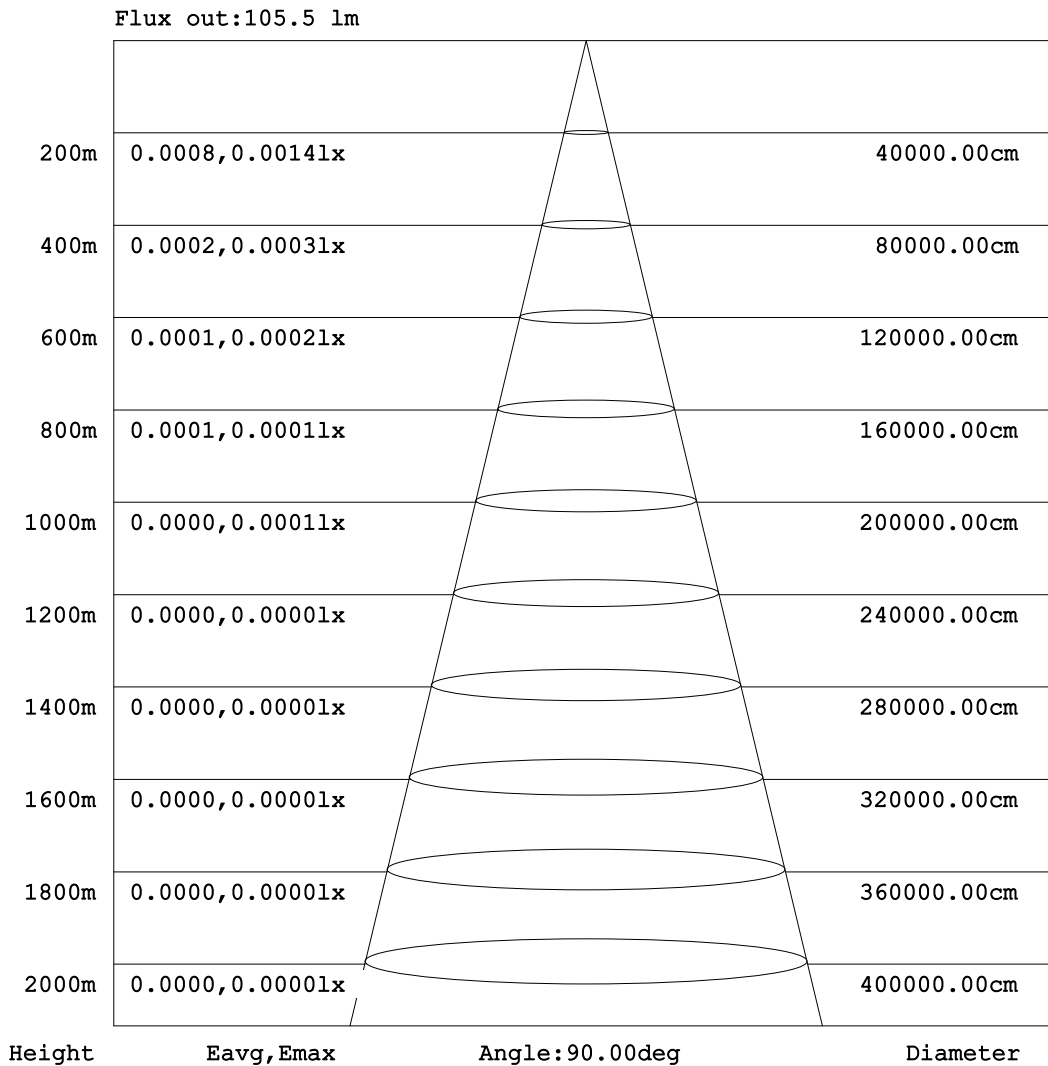 Flux out:105.5 lm
200m 0.0008,0.0014lx 40000.00cm
400m 0.0002,0.0003lx 80000.00cm
600m 0.0001,0.0002lx 120000.00cm
800m 0.0001,0.0001lx 160000.00cm
1000m 0.0000,0.0001lx 200000.00cm
1200m 0.0000,0.0000lx 240000.00cm
1400m 0.0000,0.0000lx 280000.00cm
1600m 0.0000,0.0000lx 320000.00cm
1800m 0.0000,0.0000lx 360000.00cm
2000m 0.0000,0.0000lx 400000.00cm
Height Eavg,Emax Angle:90.00deg Diameter